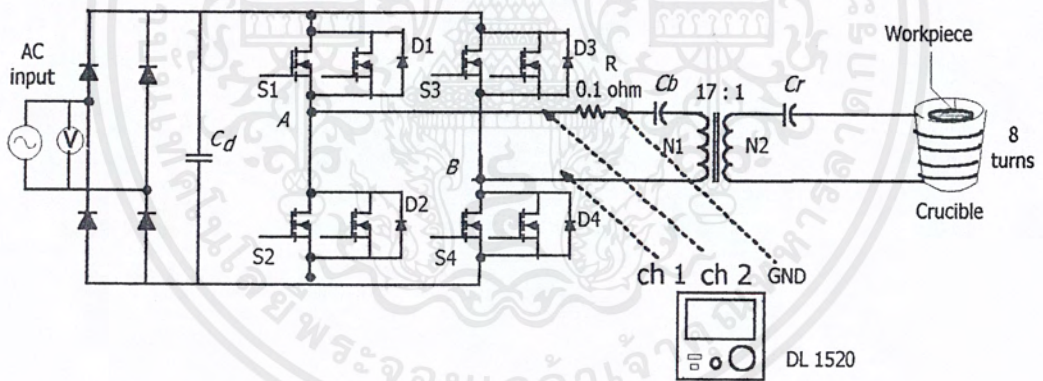 AC
input
V
Cd
S1
D1
A
S2
D2
S3
D3
R
0.1 ohm
B
S4
D4
Cb
17 : 1
N1
N2
Cr
Workpiece
8
turns
Crucible
ch 1 ch 2 GND
DL 1520